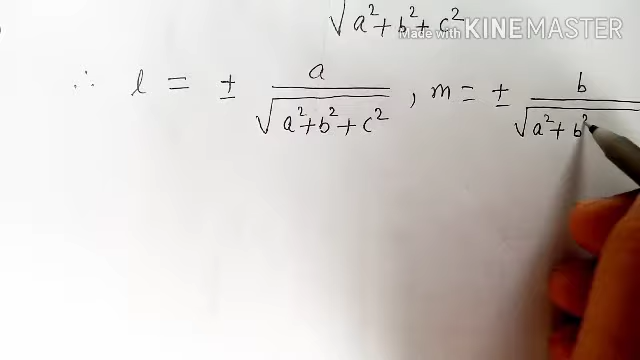 √a²+b²+c²
Made with KINEMASTER
∴ l = ± a/√a²+b²+c² , m = ± b/√a²+b²